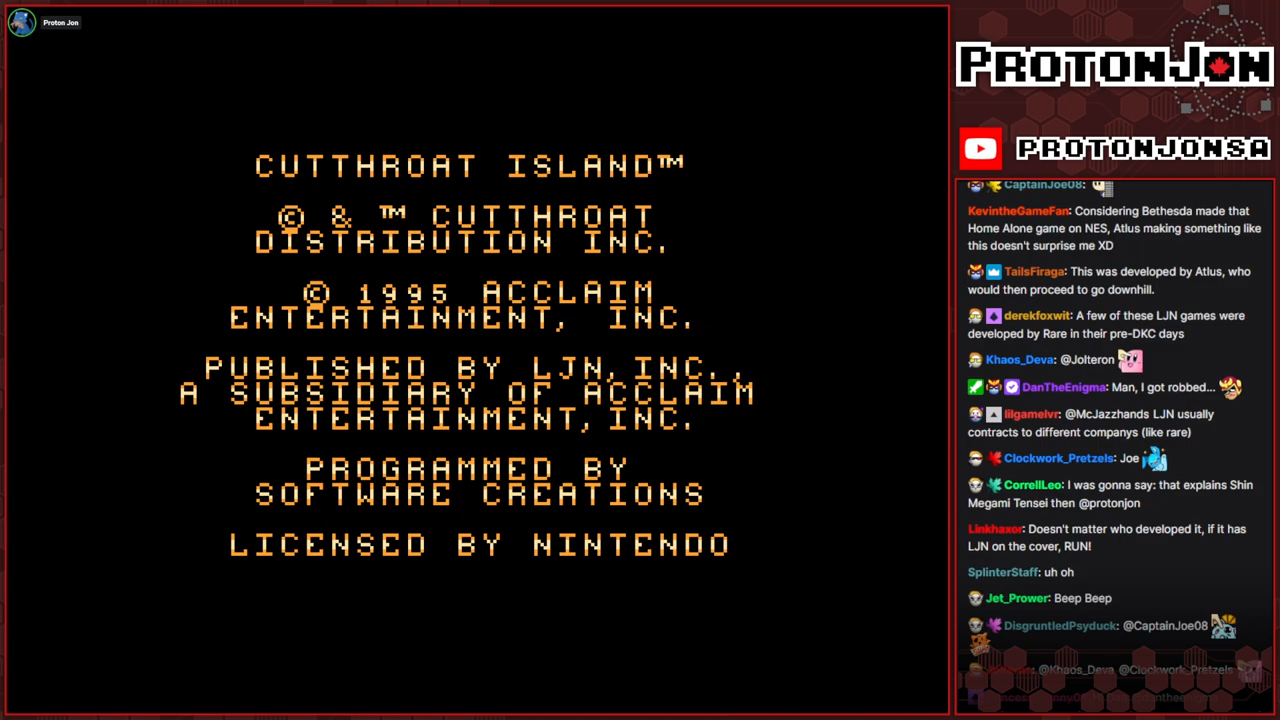 Proton Jon
CUTTHROAT ISLAND™
© & ™ CUTTHROAT
DISTRIBUTION INC.
© 1995 ACCLAIM
ENTERTAINMENT, INC.
PUBLISHED BY LJN, INC.,
A SUBSIDIARY OF ACCLAIM
ENTERTAINMENT, INC.
PROGRAMMED BY
SOFTWARE CREATIONS
LICENSED BY NINTENDO
PROTONJON
PROTONJONSA
CaptainJoe08:
KevintheGameFan: Considering Bethesda made that
Home Alone game on NES, Atlus making something like
this doesn't surprise me XD
TailsFiraga: This was developed by Atlus, who
would then proceed to go downhill.
derekfoxwit: A few of these LJN games were
developed by Rare in their pre-DKC days
Khaos_Deva: @Jolteron
DanTheEnigma: Man, I got robbed...
lilgamelvr: @McJazzhands LJN usually
contracts to different companys (like rare)
Clockwork_Pretzels: Joe
CorrellLeo: I was gonna say: that explains Shin
Megami Tensei then @protonjon
Linkhaxor: Doesn't matter who developed it, if it has
LJN on the cover, RUN!
SplinterStaff: uh oh
Jet_Prower: Beep Beep
DisgruntledPsyduck: @CaptainJoe08
@Khaos_Deva @Clockwork_Pretzels